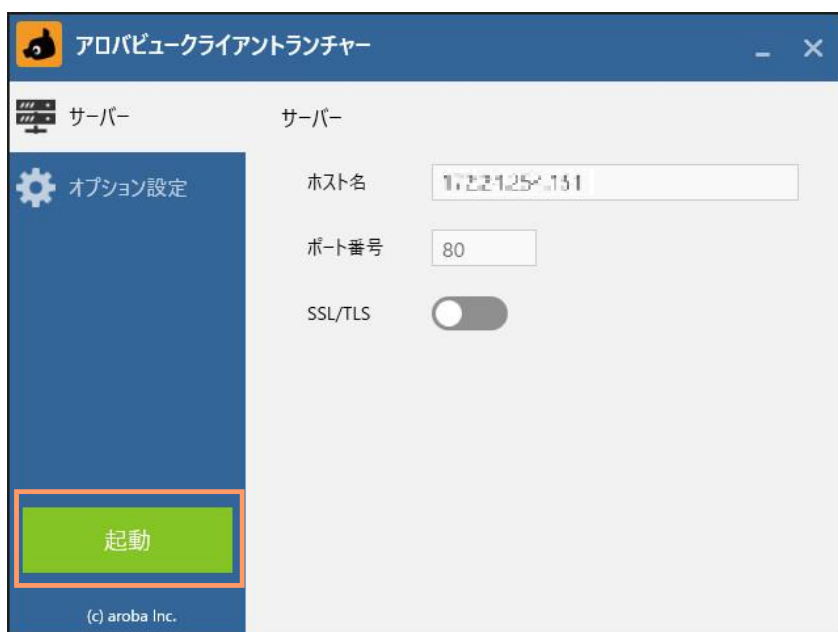 アロバビュークライアントランチャー
サーバー
オプション設定
起動
(c) aroba Inc.
サーバー
ホスト名
ポート番号
80
SSL/TLS